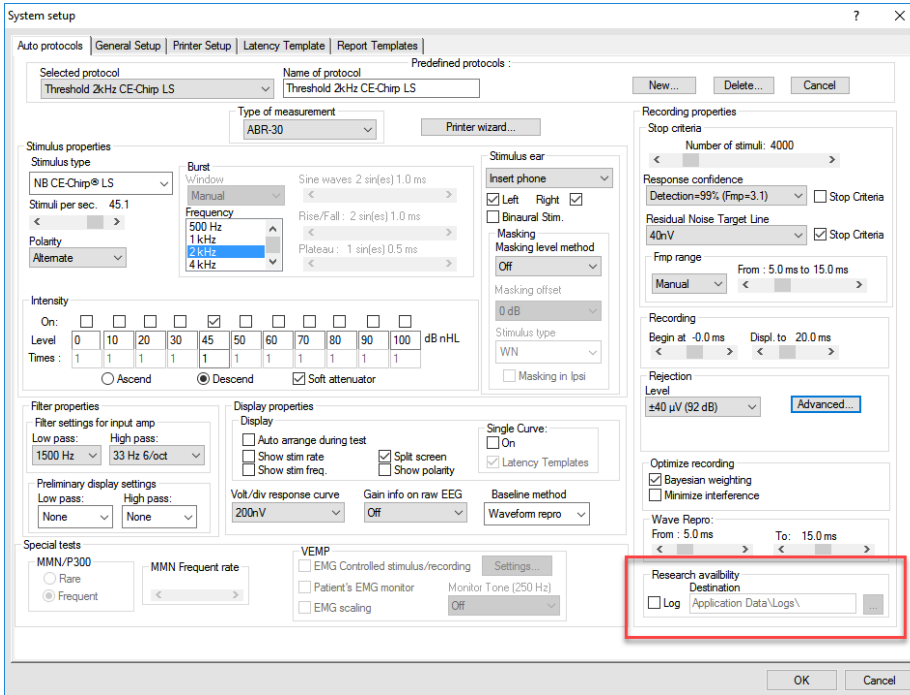 System setup
? ×
Auto protocols General Setup Printer Setup Latency Template Report Templates
Predefined protocols :
Selected protocol
Threshold 2kHz CE-Chirp LS
Name of protocol
Threshold 2kHz CE-Chirp LS
New... Delete... Cancel
Type of measurement
ABR-30
Printer wizard...
Stimulus properties
Stimulus type
NB CE-Chirp® LS
Stimuli per sec. 45.1
Polarity
Alternate
Burst
Window
Manual
Frequency
500 Hz
1 kHz
2 kHz
4 kHz
Sine waves 2 sin(es) 1.0 ms
Rise/Fall : 2 sin(es) 1.0 ms
Plateau : 1 sin(es) 0.5 ms
Intensity
On:
Level 0 10 20 30 45 50 60 70 80 90 100 dB nHL
Times : 1 1 1 1 1 1 1 1 1 1 1
Ascend Descend Soft attenuator
Stimulus ear
Insert phone
Left Right
Binaural Stim.
Masking
Masking level method
Off
Masking offset
0 dB
Stimulus type
WN
Masking in Ipsi
Recording properties
Stop criteria
Number of stimuli: 4000
Response confidence
Detection=99% (Fmp=3.1) Stop Criteria
Residual Noise Target Line
40nV Stop Criteria
Fmp range
Manual
From : 5.0 ms to 15.0 ms
Recording
Begin at -0.0 ms Displ. to 20.0 ms
Rejection
Level
±40 µV (92 dB) Advanced...
Optimize recording
Bayesian weighting
Minimize interference
Wave Repro:
From : 5.0 ms To: 15.0 ms
Research availbility
Destination
Log Application Data\Logs\ ...
Filter properties
Filter settings for input amp
Low pass: High pass:
1500 Hz 33 Hz 6/oct
Preliminary display settings
Low pass: High pass:
None None
Display properties
Display
Auto arrange during test
Show stim rate Split screen
Show stim freq. Show polarity
Single Curve:
On
Latency Templates
Volt/div response curve
200nV
Gain info on raw EEG
Off
Baseline method
Waveform repro
Special tests
MMN/P300
Rare
Frequent
MMN Frequent rate
VEMP
EMG Controlled stimulus/recording Settings...
Patient's EMG monitor Monitor Tone (250 Hz)
EMG scaling Off
OK Cancel